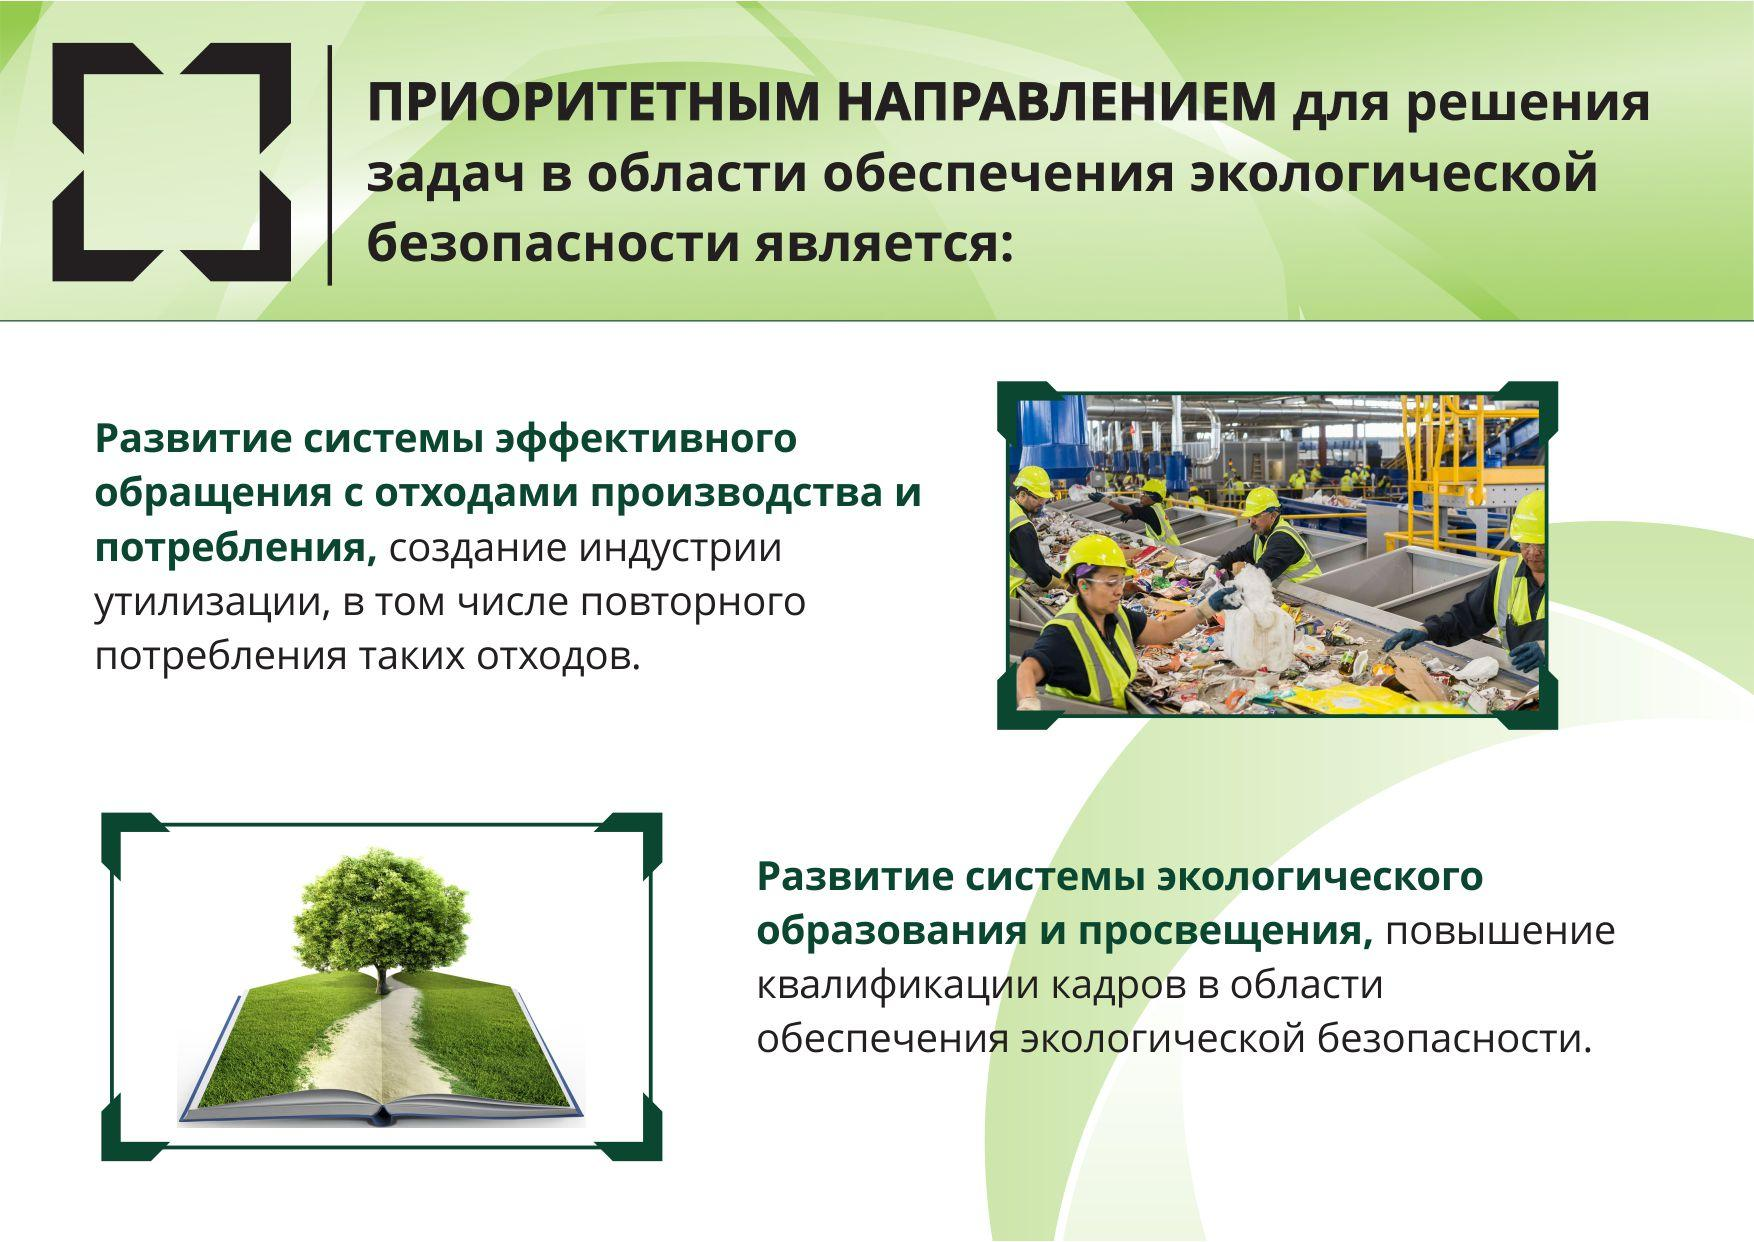 ПРИОРИТЕТНЫМ НАПРАВЛЕНИЕМ для решения
задач в области обеспечения экологической
безопасности является:
Развитие системы эффективного
обращения с отходами производства и
потребления, создание индустрии
утилизации, в том числе повторного
потребления таких отходов.
Развитие системы экологического
образования и просвещения, повышение
квалификации кадров в области
обеспечения экологической безопасности.